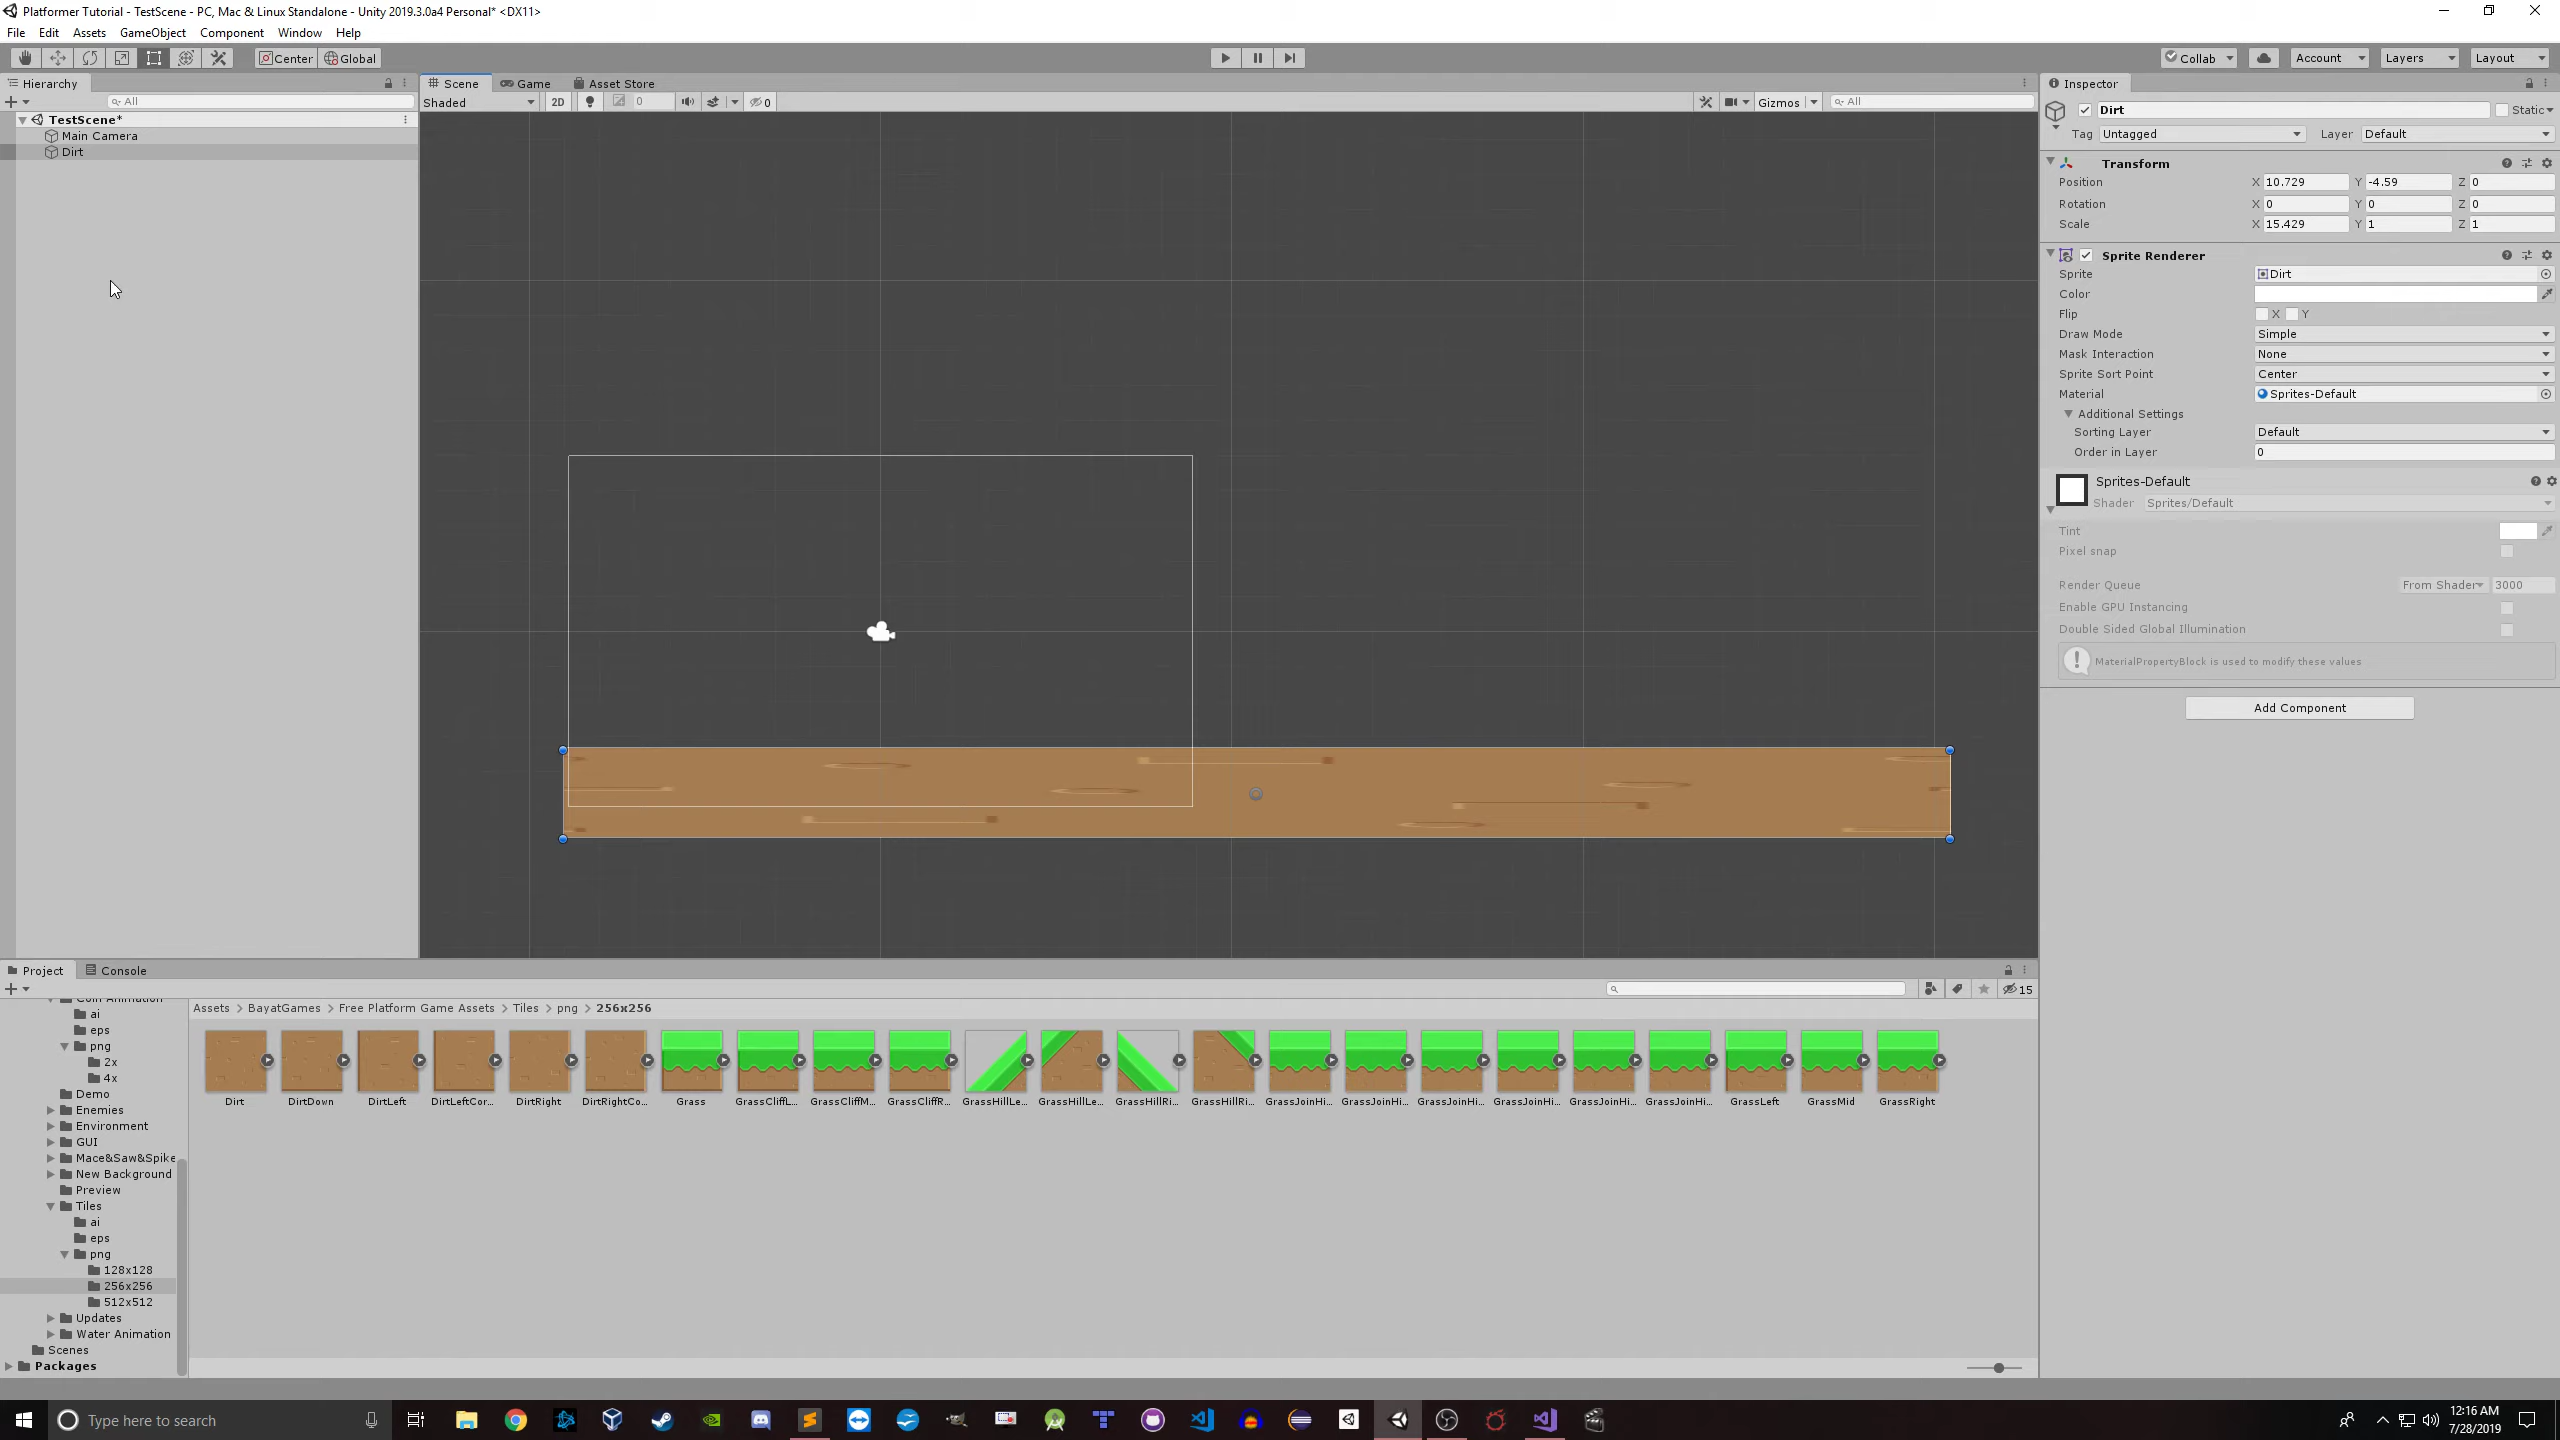 Platformer Tutorial - TestScene - PC, Mac & Linux Standalone - Unity 2019.3.0a4 Personal* <DX11>
File Edit Assets GameObject Component Window Help
Center Global Collab Account Layers Layout
Hierarchy
All
TestScene*
Main Camera
Dirt
Scene Game Asset Store
Shaded 2D 0 0 Gizmos All
Inspector
Dirt Static
Tag Untagged Layer Default
Transform
Position X 10.729 Y -4.59 Z 0
Rotation X 0 Y 0 Z 0
Scale X 15.429 Y 1 Z 1
Sprite Renderer
Sprite Dirt
Color
Flip X Y
Draw Mode Simple
Mask Interaction None
Sprite Sort Point Center
Material Sprites-Default
Additional Settings
Sorting Layer Default
Order in Layer 0
Sprites-Default
Shader Sprites/Default
Tint
Pixel snap
Render Queue From Shader 3000
Enable GPU Instancing
Double Sided Global Illumination
MaterialPropertyBlock is used to modify these values
Add Component
Project Console
15
Coin Animation
ai
eps
png
2x
4x
Demo
Enemies
Environment
GUI
Mace&Saw&Spike
New Background
Preview
Tiles
ai
eps
png
128x128
256x256
512x512
Updates
Water Animation
Scenes
Packages
Assets > BayatGames > Free Platform Game Assets > Tiles > png > 256x256
Dirt DirtDown DirtLeft DirtLeftCor... DirtRight DirtRightCo... Grass GrassCliffL... GrassCliffM... GrassCliffR... GrassHillLe... GrassHillLe... GrassHillRi... GrassHillRi... GrassJoinHi... GrassJoinHi... GrassJoinHi... GrassJoinHi... GrassJoinHi... GrassJoinHi... GrassLeft GrassMid GrassRight
Type here to search
12:16 AM
7/28/2019